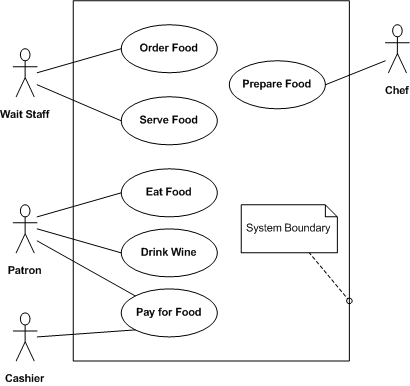 Order Food
Prepare Food
Chef
Wait Staff
Serve Food
Eat Food
System Boundary
Drink Wine
Patron
Pay for Food
Cashier